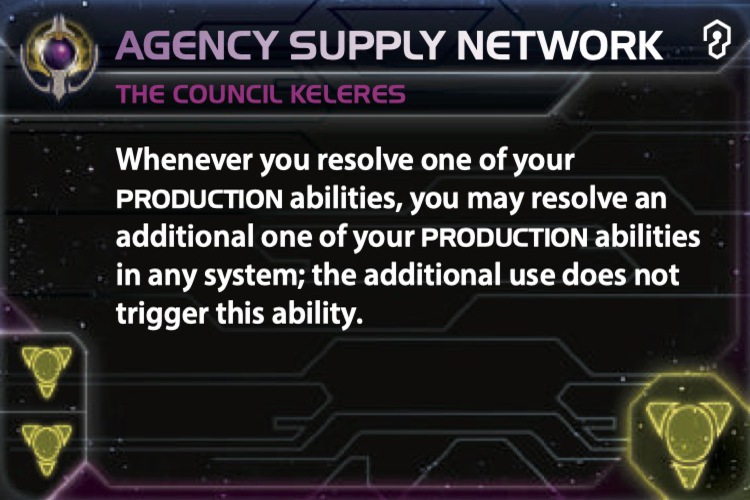 AGENCY SUPPLY NETWORK
THE COUNCIL KELERES
Whenever you resolve one of your
PRODUCTION abilities, you may resolve an
additional one of your PRODUCTION abilities
in any system; the additional use does not
trigger this ability.